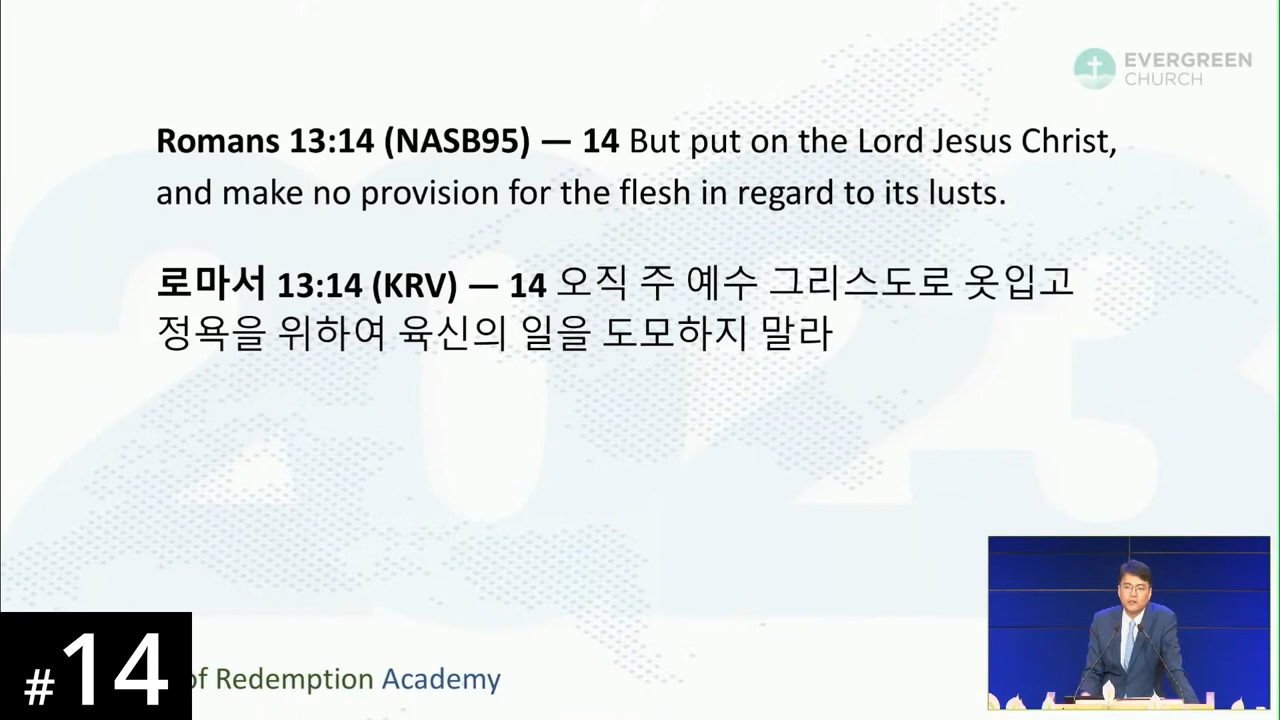 EVERGREEN
CHURCH
Romans 13:14 (NASB95) — 14 But put on the Lord Jesus Christ,
and make no provision for the flesh in regard to its lusts.
로마서 13:14 (KRV) — 14 오직 주 예수 그리스도로 옷입고
정욕을 위하여 육신의 일을 도모하지 말라
2023
#14
of Redemption Academy